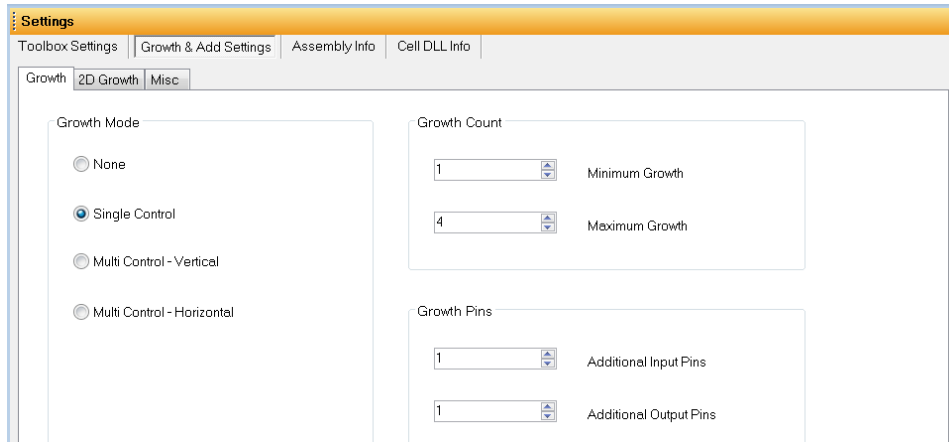 Settings
Toolbox Settings Growth & Add Settings Assembly Info Cell DLL Info
Growth 2D Growth Misc
Growth Mode
None
Single Control
Multi Control - Vertical
Multi Control - Horizontal
Growth Count
1 Minimum Growth
4 Maximum Growth
Growth Pins
1 Additional Input Pins
1 Additional Output Pins